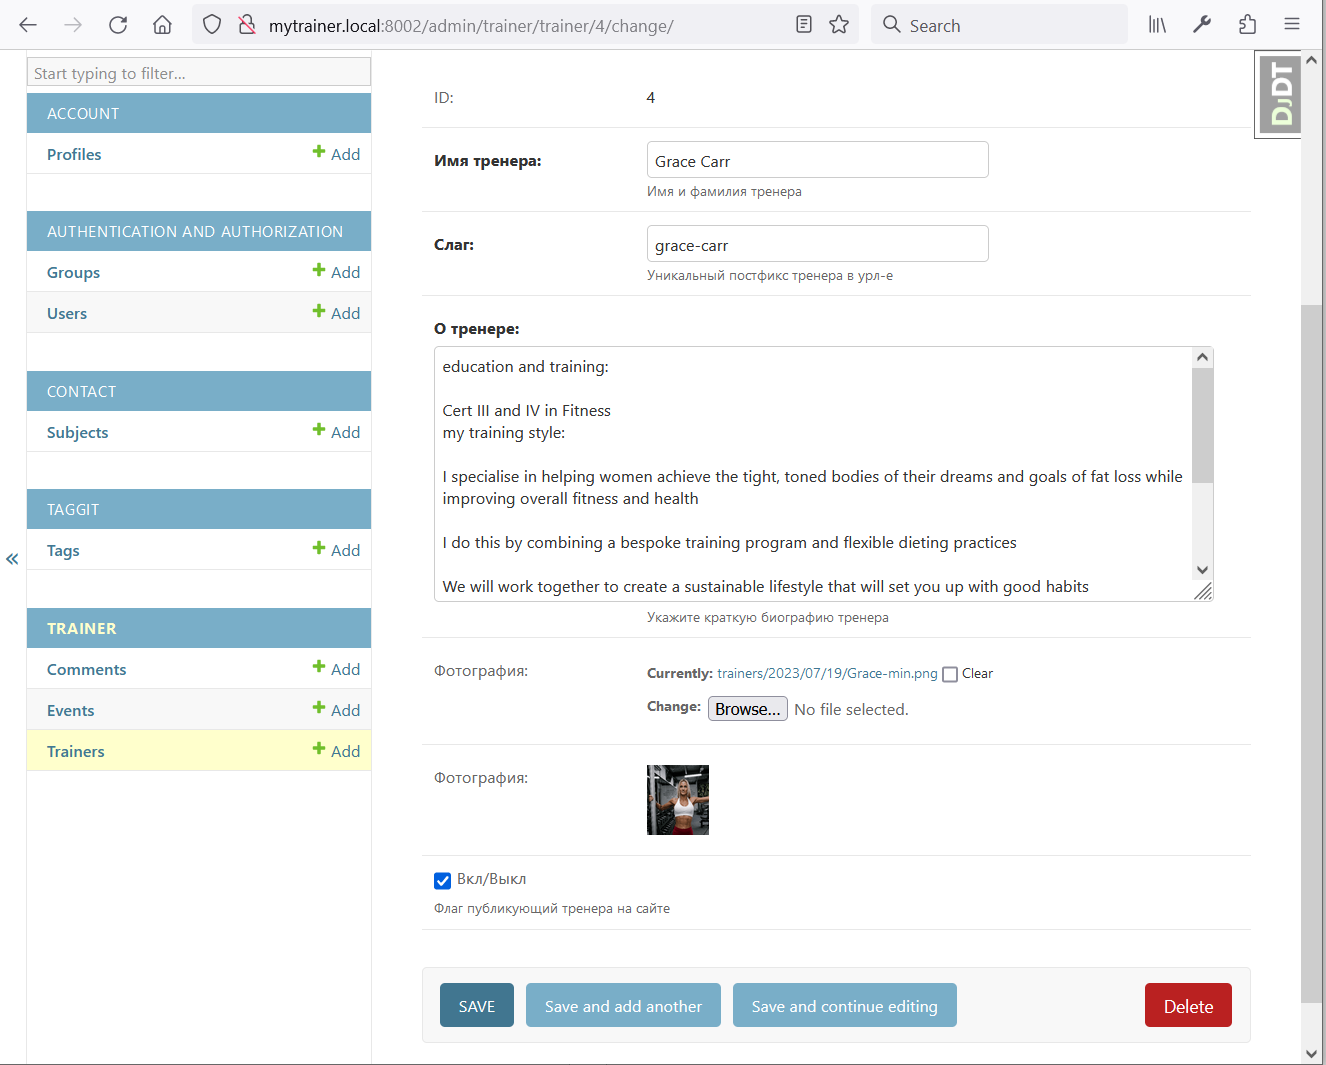 mytrainer.local:8002/admin/trainer/trainer/4/change/
Search
Start typing to filter...
ACCOUNT
Profiles
Add
AUTHENTICATION AND AUTHORIZATION
Groups
Add
Users
Add
CONTACT
Subjects
Add
TAGGIT
Tags
Add
«
TRAINER
Comments
Add
Events
Add
Trainers
Add
DJDT
ID:
4
Имя тренера:
Grace Carr
Имя и фамилия тренера
Слаг:
grace-carr
Уникальный постфикс тренера в урл-е
О тренере:
education and training:
Cert III and IV in Fitness
my training style:
I specialise in helping women achieve the tight, toned bodies of their dreams and goals of fat loss while
improving overall fitness and health
I do this by combining a bespoke training program and flexible dieting practices
We will work together to create a sustainable lifestyle that will set you up with good habits
Укажите краткую биографию тренера
Фотография:
Currently: trainers/2023/07/19/Grace-min.png Clear
Change: Browse... No file selected.
Фотография:
Вкл/Выкл
Флаг публикующий тренера на сайте
SAVE
Save and add another
Save and continue editing
Delete